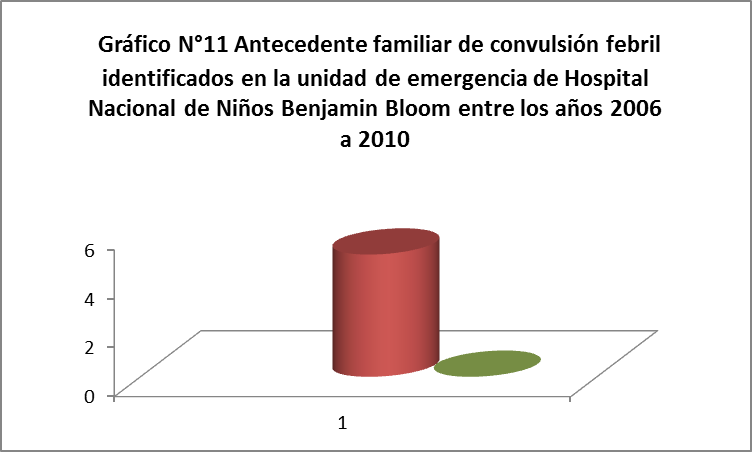 Gráfico N°11 Antecedente familiar de convulsión febril
identificados en la unidad de emergencia de Hospital
Nacional de Niños Benjamin Bloom entre los años 2006
a 2010
6
4
2
0
1